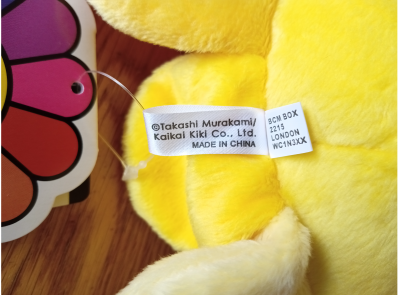 ©Takashi Murakami/
Kaikai Kiki Co., Ltd.
MADE IN CHINA
BCM BOX
2215
LONDON
WC1N3XX